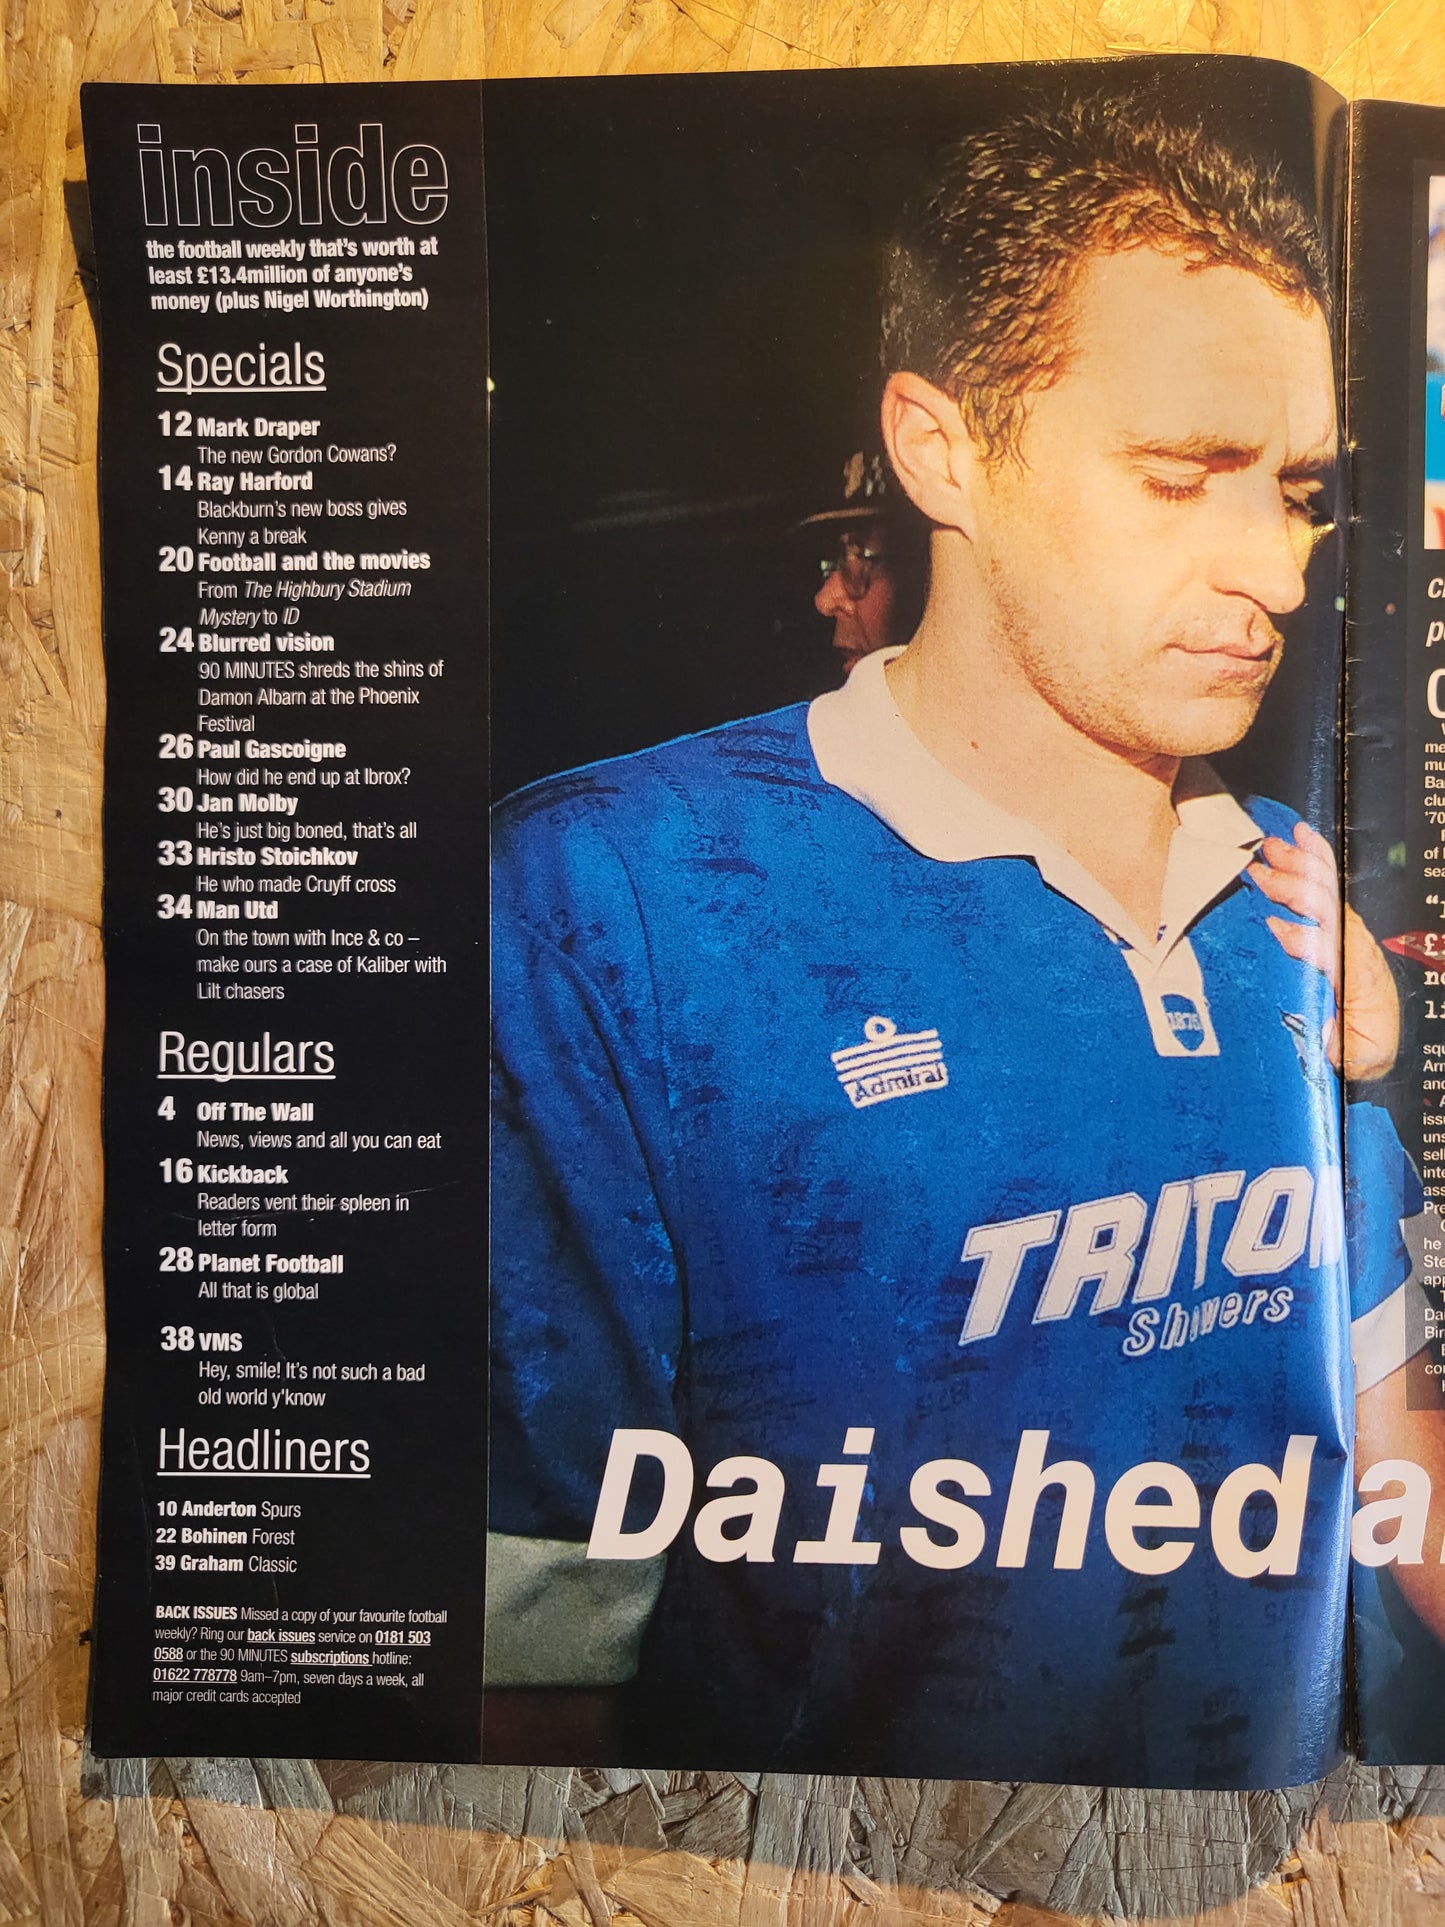 inside
the football weekly that's worth at
least £13.4million of anyone's
money (plus Nigel Worthington)
Specials
12 Mark Draper
The new Gordon Cowans?
14 Ray Harford
Blackburn's new boss gives
Kenny a break
20 Football and the movies
From The Highbury Stadium
Mystery to ID
24 Blurred vision
90 MINUTES shreds the shins of
Damon Albarn at the Phoenix
Festival
26 Paul Gascoigne
How did he end up at Ibrox?
30 Jan Molby
He's just big boned, that's all
33 Hristo Stoichkov
He who made Cruyff cross
34 Man Utd
On the town with Ince & co –
make ours a case of Kaliber with
Lilt chasers
Regulars
4 Off The Wall
News, views and all you can eat
16 Kickback
Readers vent their spleen in
letter form
28 Planet Football
All that is global
38 VMS
Hey, smile! It's not such a bad
old world y'know
Headliners
10 Anderton Spurs
22 Bohinen Forest
39 Graham Classic
BACK ISSUES Missed a copy of your favourite football
weekly? Ring our back issues service on 0181 503
0588 or the 90 MINUTES subscriptions hotline:
01622 778778 9am–7pm, seven days a week, all
major credit cards accepted
1875
Admiral
TRITON
Showers
Daished